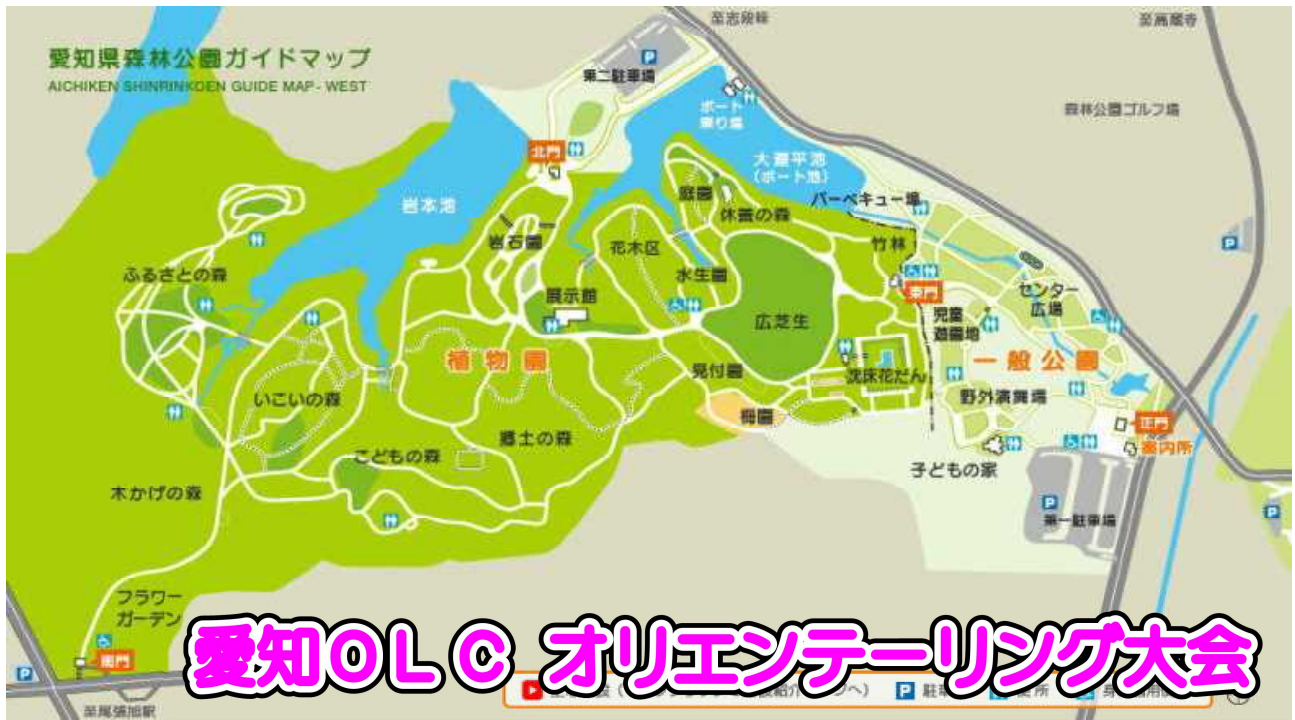 愛知県森林公園ガイドマップ
AICHIKEN SHINRINKOEN GUIDE MAP - WEST
至志段味
至高蔵寺
第二駐車場
P
ボート
乗り場
森林公園ゴルフ場
北門
大道平池
(ボート池)
岩本池
庭園
休養の森
バーベキュー場
岩石園
花木区
竹林
P
ふるさとの森
水生園
東門
展示館
センター
広場
児童
遊園地
広芝生
植物園
一般公園
見付園
沈床花だん
いこいの森
野外演舞場
梅園
正門
郷土の森
案内所
こどもの森
子どもの家
木かげの森
P
第一駐車場
P
フラワー
ガーデン
南門
P
愛知OLC オリエンテーリング大会
P 駐車
至尾張旭駅